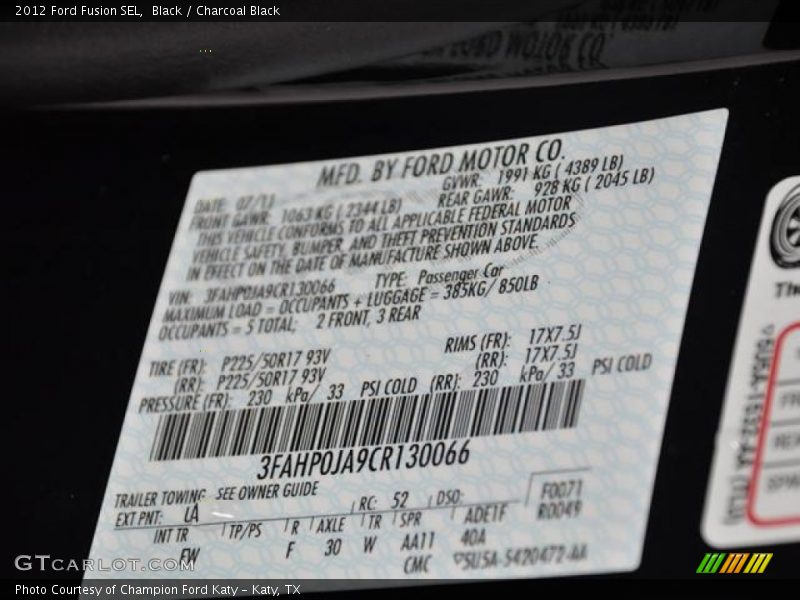 2012 Ford Fusion SEL, Black / Charcoal Black
MFD. BY FORD MOTOR CO.
DATE: 07/11 GVWR: 1991 KG ( 4389 LB)
FRONT GAWR: 1063 KG ( 2344 LB) REAR GAWR: 928 KG ( 2045 LB)
THIS VEHICLE CONFORMS TO ALL APPLICABLE FEDERAL MOTOR
VEHICLE SAFETY, BUMPER, AND THEFT PREVENTION STANDARDS
IN EFFECT ON THE DATE OF MANUFACTURE SHOWN ABOVE.
VIN: 3FAHP0JA9CR130066 TYPE: Passenger Car
MAXIMUM LOAD = OCCUPANTS + LUGGAGE = 385KG/ 850LB
OCCUPANTS = 5 TOTAL; 2 FRONT, 3 REAR
TIRE (FR): P225/50R17 93V RIMS (FR): 17X7.5J
(RR): P225/50R17 93V (RR): 17X7.5J
PRESSURE (FR): 230 kPa/ 33 PSI COLD (RR): 230 kPa/ 33 PSI COLD
3FAHP0JA9CR130066
TRAILER TOWING- SEE OWNER GUIDE
EXT PNT: LA RC: 52 DSO: F0071
R0049
INT TR TP/PS R AXLE TR SPR ADE1F
FW F 30 W AA11 40A
CMC 5U5A-5420472-AA
GTcarlot.com
Photo Courtesy of Champion Ford Katy – Katy, TX